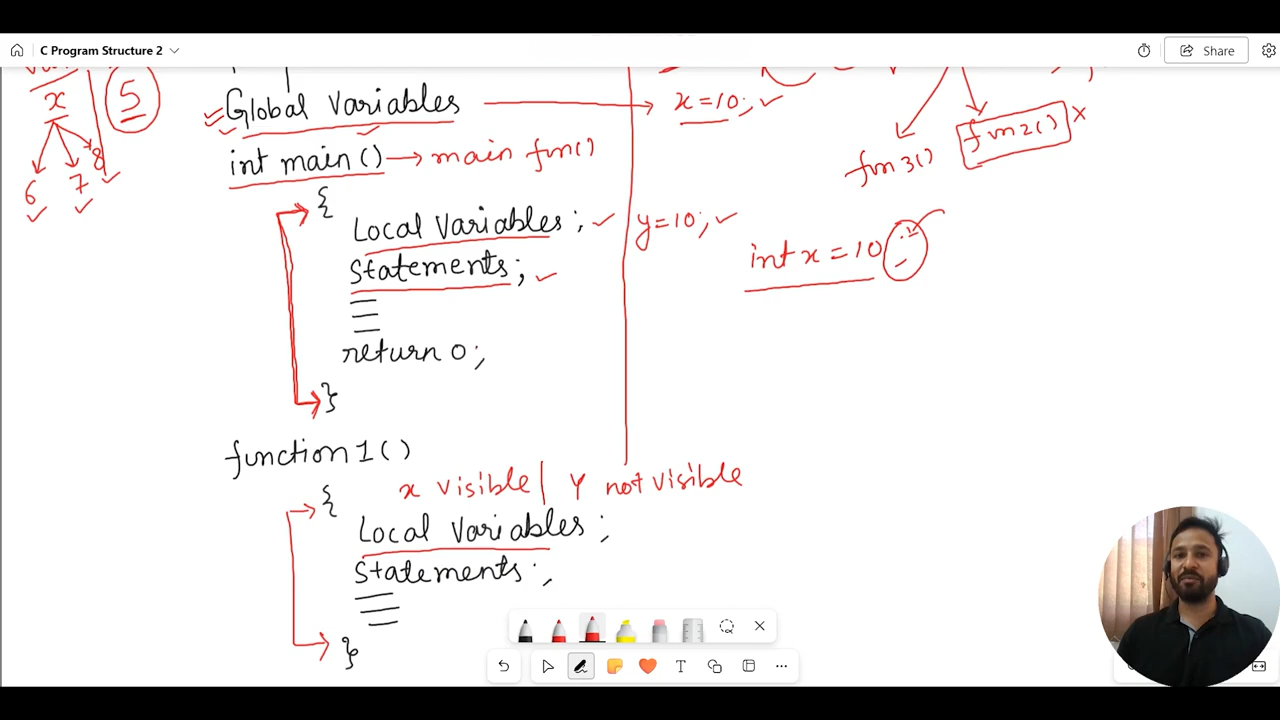 C Program Structure 2
Share
x
5
6 7 8
Global Variables x=10;
int main() main fun()
fun3() fun2() x
{
Local Variables; y=10;
int x = 10
Statements;
return 0;
}
function1()
{ x visible | Y not visible
Local Variables;
Statements;
}
T